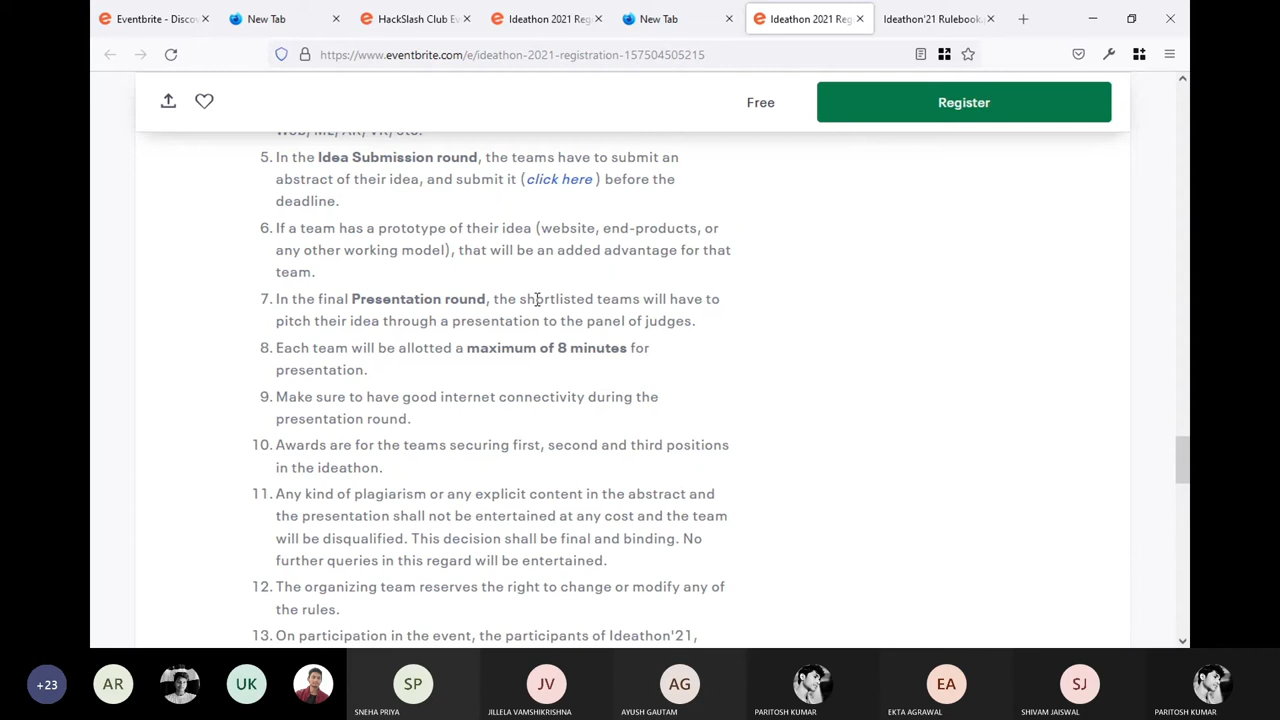 Eventbrite - Disco
New Tab
HackSlash Club Ev
Ideathon 2021 Reg
New Tab
Ideathon 2021 Reg
Ideathon'21 Rulebook.
https://www.eventbrite.com/e/ideathon-2021-registration-157504505215
Free
Register
Web, ML, AR, VR, etc.
5. In the Idea Submission round, the teams have to submit an
abstract of their idea, and submit it (click here ) before the
deadline.
6. If a team has a prototype of their idea (website, end-products, or
any other working model), that will be an added advantage for that
team.
7. In the final Presentation round, the shortlisted teams will have to
pitch their idea through a presentation to the panel of judges.
8. Each team will be allotted a maximum of 8 minutes for
presentation.
9. Make sure to have good internet connectivity during the
presentation round.
10. Awards are for the teams securing first, second and third positions
in the ideathon.
11. Any kind of plagiarism or any explicit content in the abstract and
the presentation shall not be entertained at any cost and the team
will be disqualified. This decision shall be final and binding. No
further queries in this regard will be entertained.
12. The organizing team reserves the right to change or modify any of
the rules.
13. On participation in the event, the participants of Ideathon'21,
+23
AR
UK
SP
JV
AG
EA
SJ
SNEHA PRIYA
JILLELA VAMSHIKRISHNA
AYUSH GAUTAM
PARITOSH KUMAR
EKTA AGRAWAL
SHIVAM JAISWAL
PARITOSH KUMAR